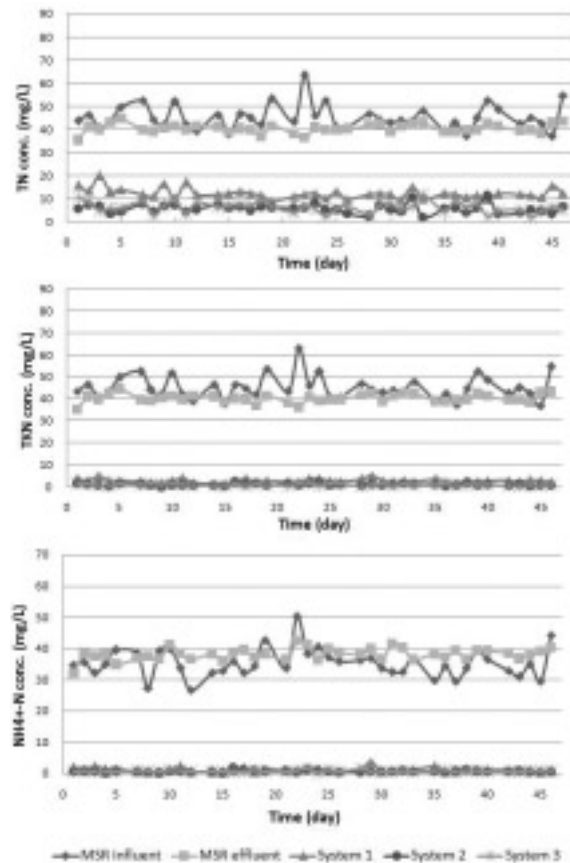 TN conc. (mg/L)
90
80
70
60
50
40
30
20
10
0
0 5 10 15 20 25 30 35 40 45
Time (day)
TKN conc. (mg/L)
90
80
70
60
50
40
30
20
10
0
0 5 10 15 20 25 30 35 40 45
Time (day)
NH4+-N conc. (mg/L)
70
60
50
40
30
20
10
0
0 5 10 15 20 25 30 35 40 45
Time (day)
MSR influent MSR effluent System 1 System 2 System 3